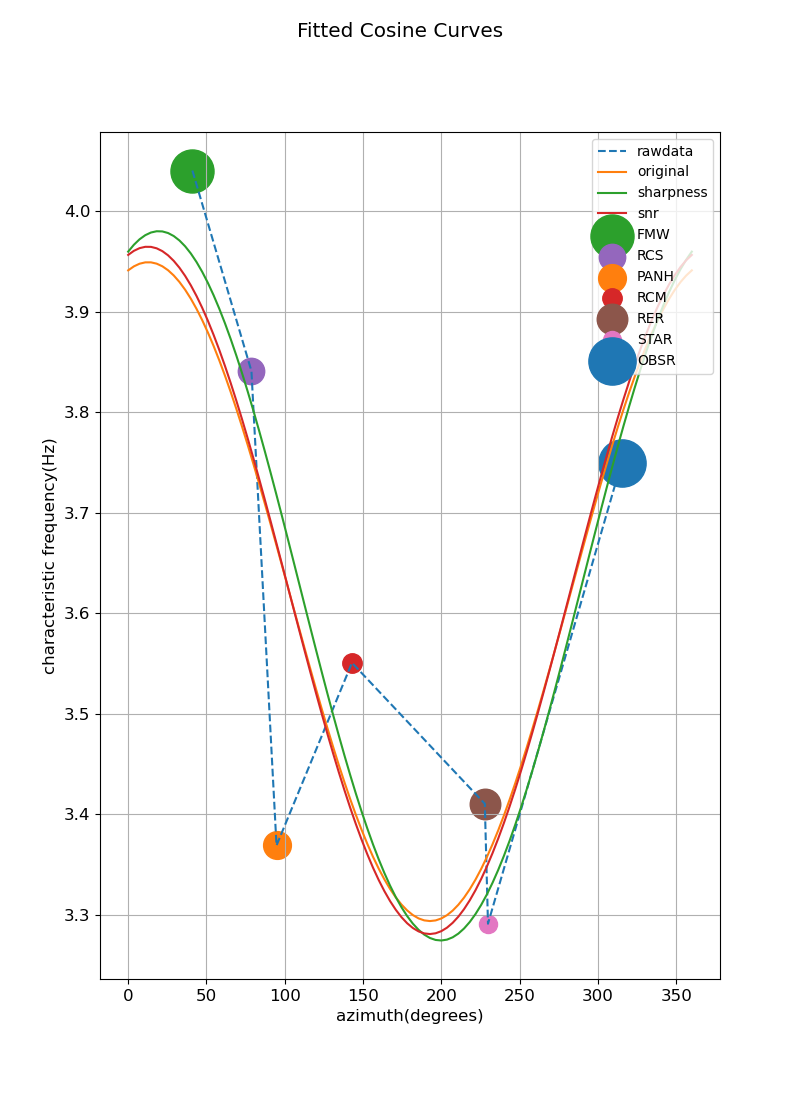 Fitted Cosine Curves
rawdata
original
sharpness
snr
FMW
RCS
PANH
RCM
RER
STAR
OBSR
4.0
3.9
3.8
3.7
3.6
3.5
3.4
3.3
characteristic frequency(Hz)
0 50 100 150 200 250 300 350
azimuth(degrees)